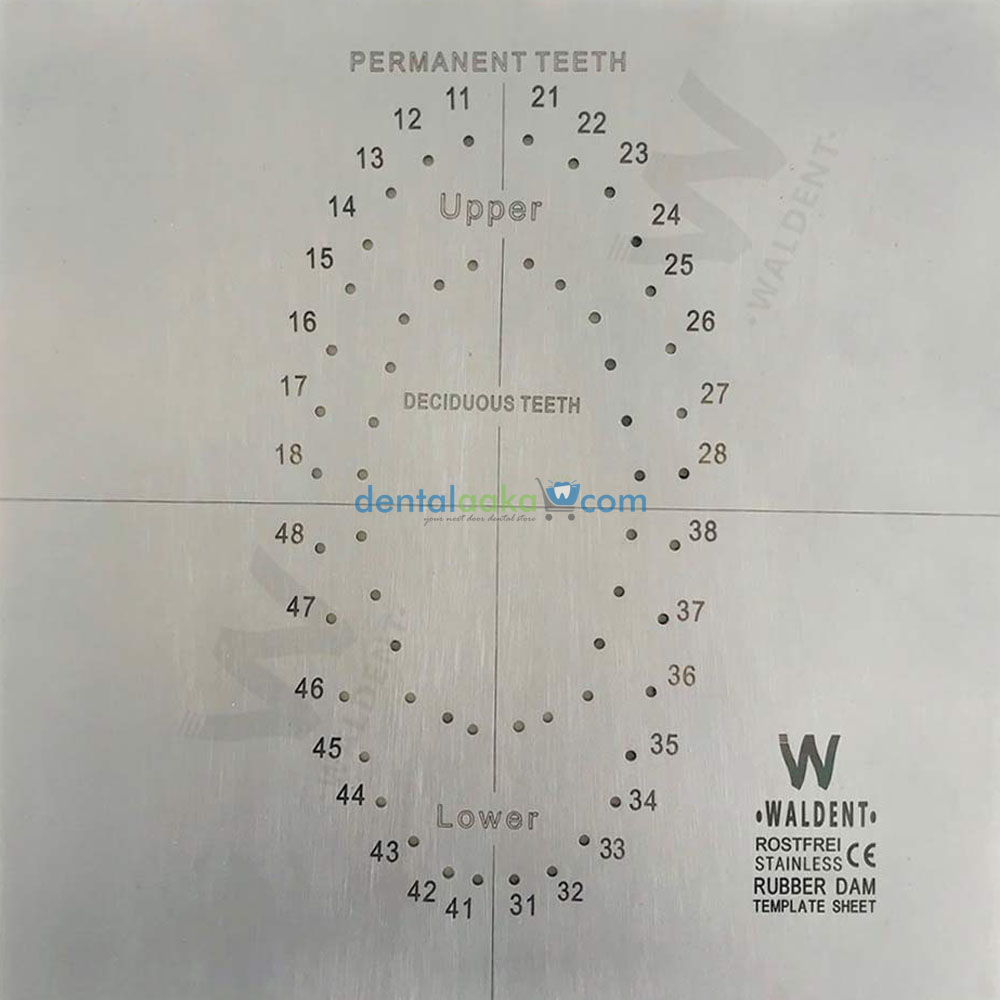 PERMANENT TEETH
11 21
12 22
13 23
14 24
15 25
16 26
17 27
18 28
Upper
DECIDUOUS TEETH
W
WALDENT.
dentalaaka.com
your next door dental store
48 38
47 37
46 36
45 35
44 34
43 33
42 32
41 31
Lower
W
WALDENT.
W
•WALDENT•
ROSTFREI
STAINLESS CE
RUBBER DAM
TEMPLATE SHEET